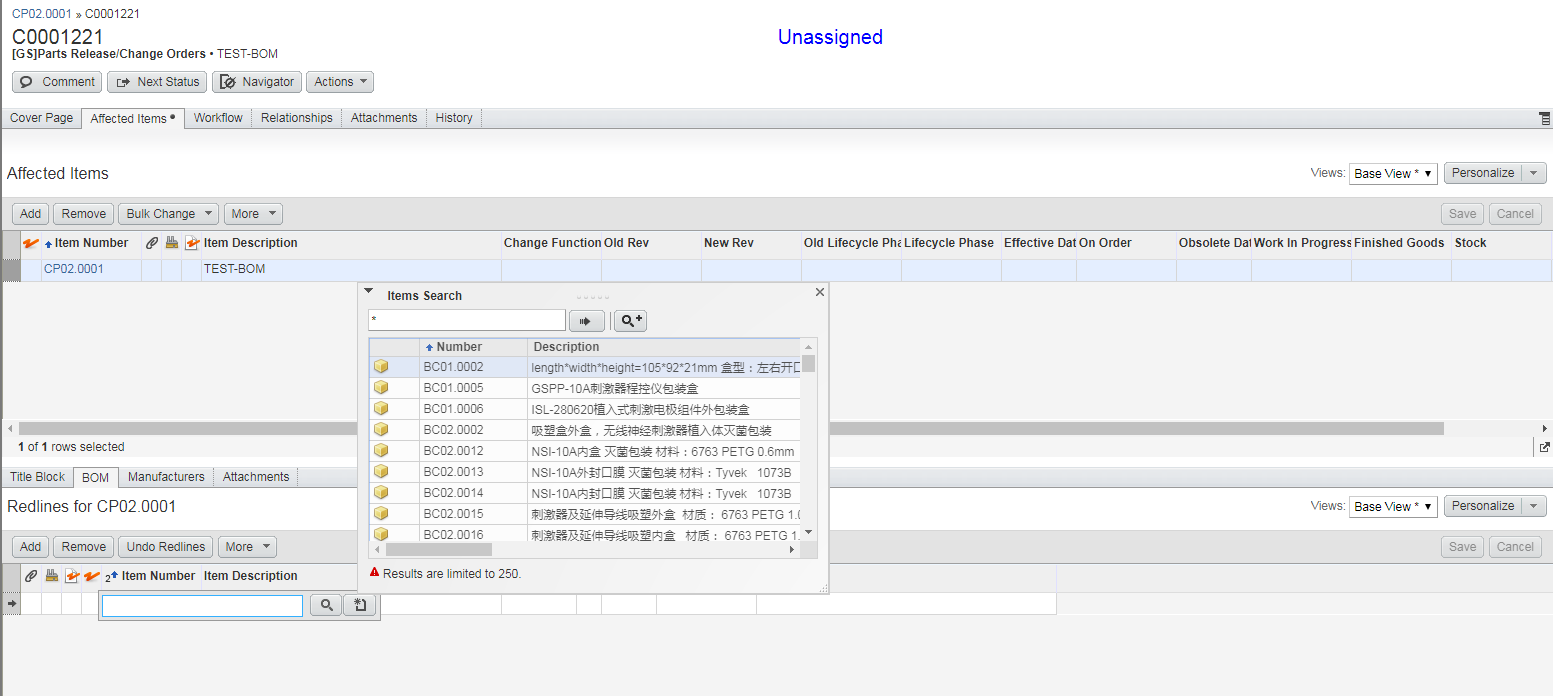 CP02.0001 » C0001221
C0001221
Unassigned
[GS]Parts Release/Change Orders • TEST-BOM
Comment Next Status Navigator Actions
Cover Page Affected Items Workflow Relationships Attachments History
Affected Items
Views: Base View * Personalize
Add Remove Bulk Change More Save Cancel
Item Number Item Description Change Function Old Rev New Rev Old Lifecycle Pha Lifecycle Phase Effective Dat On Order Obsolete Dat Work In Progress Finished Goods Stock
CP02.0001 TEST-BOM
Items Search
*
Number Description
BC01.0002 length*width*height=105*92*21mm 盒型：左右开口
BC01.0005 GSPP-10A刺激器程控仪包装盒
BC01.0006 ISL-280620植入式刺激电极组件外包装盒
BC02.0002 吸塑盒外盒，无线神经刺激器植入体灭菌包装
BC02.0012 NSI-10A内盒 灭菌包装 材料：6763 PETG 0.6mm
BC02.0013 NSI-10A外封口膜 灭菌包装 材料：Tyvek 1073B
BC02.0014 NSI-10A内封口膜 灭菌包装 材料：Tyvek 1073B
BC02.0015 刺激器及延伸导线吸塑外盒 材质： 6763 PETG 1.0
BC02.0016 刺激器及延伸导线吸塑内盒 材质： 6763 PETG 1.
Results are limited to 250.
1 of 1 rows selected
Title Block BOM Manufacturers Attachments
Redlines for CP02.0001
Views: Base View * Personalize
Add Remove Undo Redlines More Save Cancel
2 Item Number Item Description